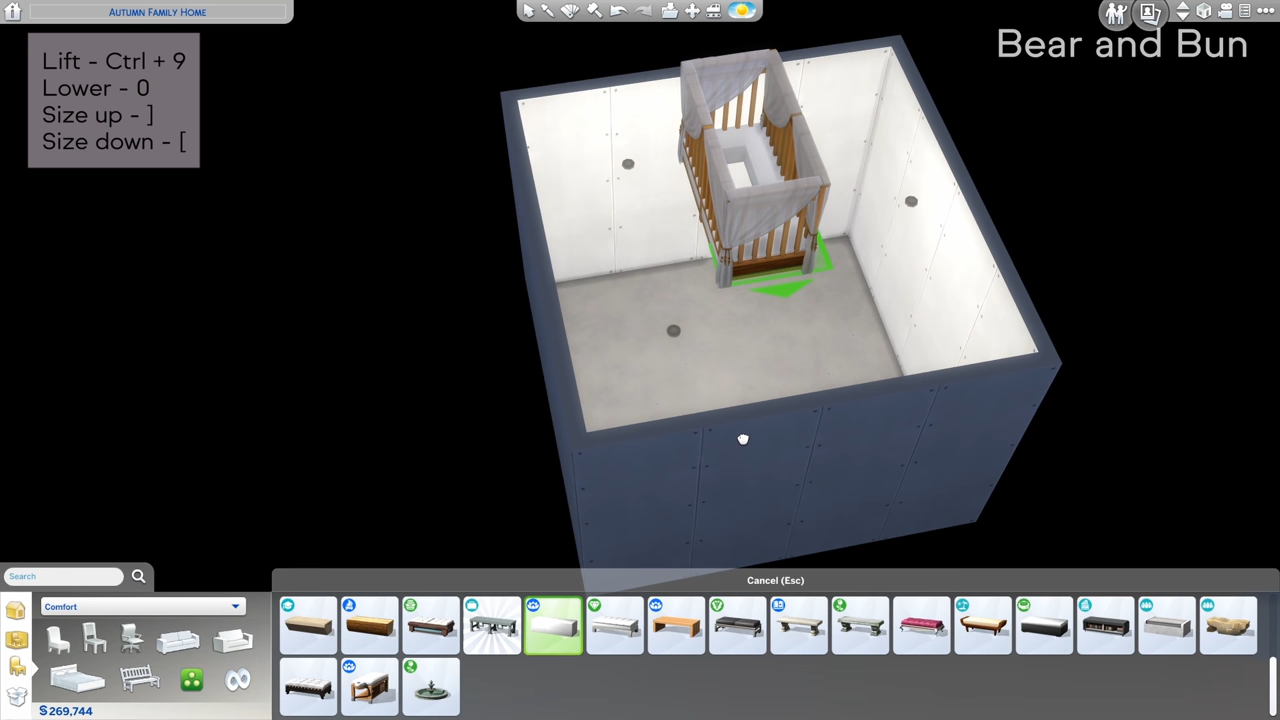 AUTUMN FAMILY HOME
Bear and Bun
Lift - Ctrl + 9
Lower - 0
Size up - ]
Size down - [
Cancel (Esc)
Search
Comfort
§269,744